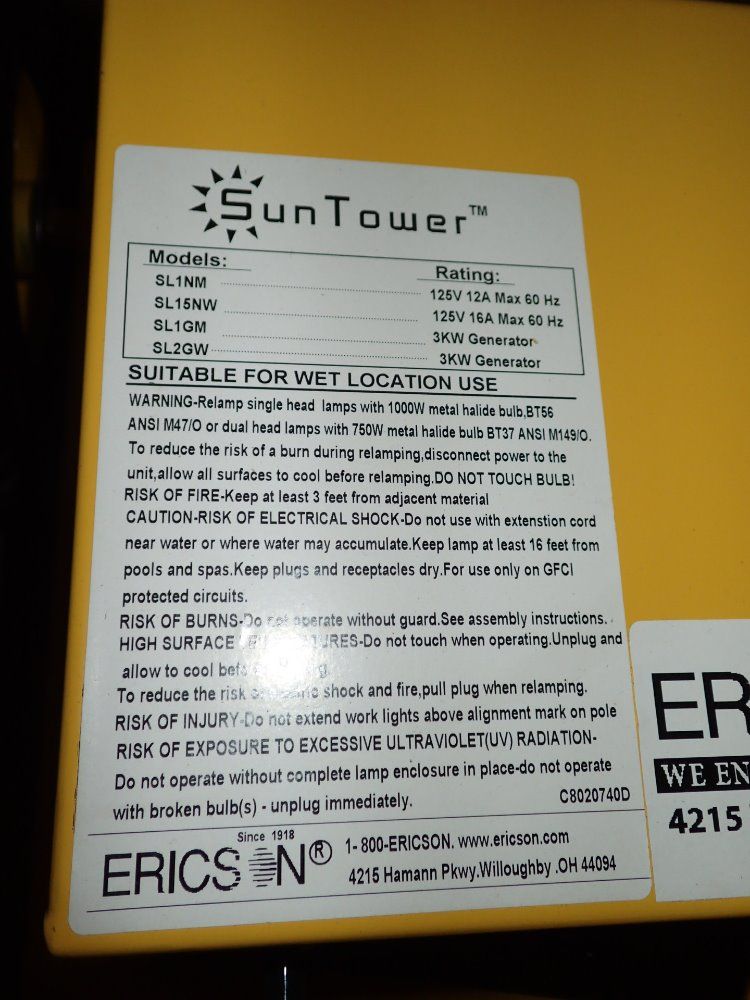 SunTower™
Models: Rating:
SL1NM 125V 12A Max 60 Hz
SL15NW 125V 16A Max 60 Hz
SL1GM 3KW Generator
SL2GW 3KW Generator
SUITABLE FOR WET LOCATION USE
WARNING-Relamp single head lamps with 1000W metal halide bulb,BT56
ANSI M47/O or dual head lamps with 750W metal halide bulb BT37 ANSI M149/O.
To reduce the risk of a burn during relamping,disconnect power to the
unit,allow all surfaces to cool before relamping.DO NOT TOUCH BULB!
RISK OF FIRE-Keep at least 3 feet from adjacent material
CAUTION-RISK OF ELECTRICAL SHOCK-Do not use with extenstion cord
near water or where water may accumulate.Keep lamp at least 16 feet from
pools and spas.Keep plugs and receptacles dry.For use only on GFCI
protected circuits.
RISK OF BURNS-Do not operate without guard.See assembly instructions.
HIGH SURFACE TEMPERATURES-Do not touch when operating.Unplug and
allow to cool
To reduce the risk shock and fire,pull plug when relamping.
RISK OF INJURY-Do not extend work lights above alignment mark on pole
RISK OF EXPOSURE TO EXCESSIVE ULTRAVIOLET(UV) RADIATION-
Do not operate without complete lamp enclosure in place-do not operate
with broken bulb(s) - unplug immediately. C8020740D
Since 1918
ERICSON® 1- 800-ERICSON. www.ericson.com
4215 Hamann Pkwy.Willoughby .OH 44094
ER
WE EN
4215